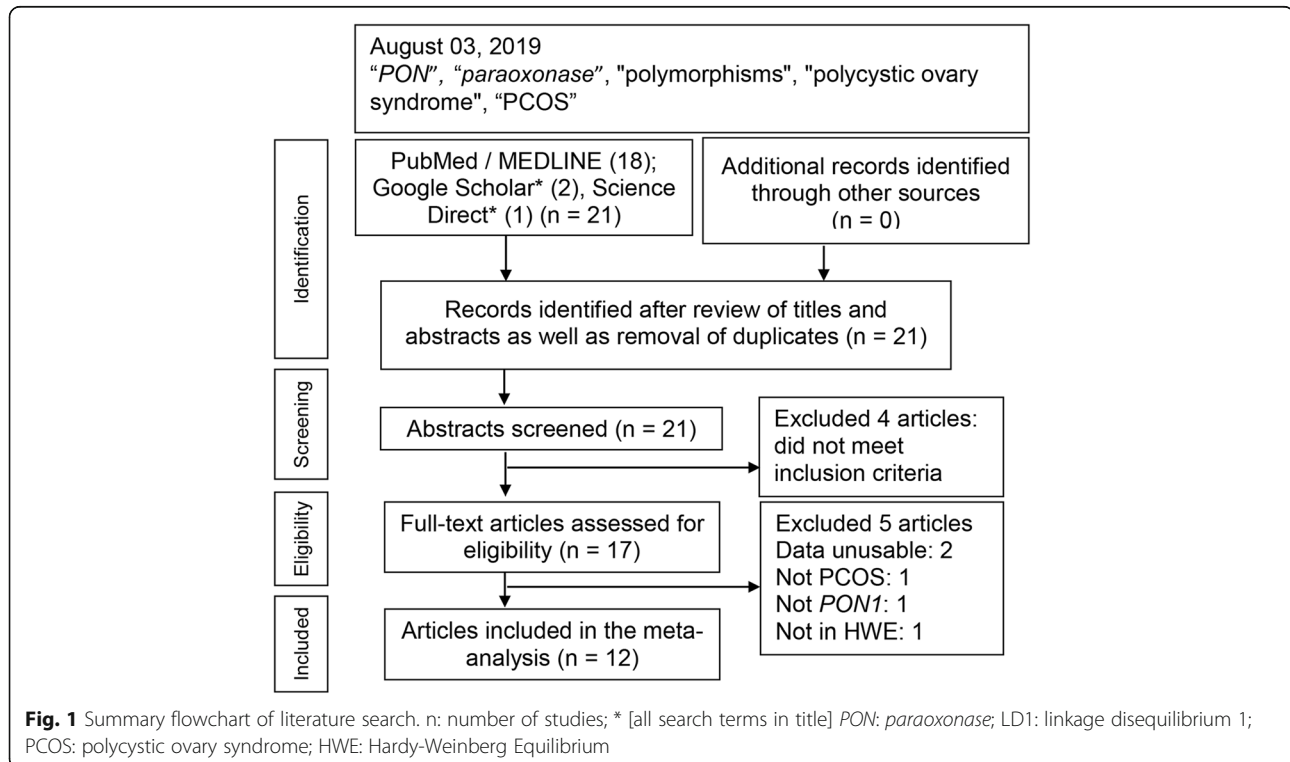 August 03, 2019
“PON”, “paraoxonase”, "polymorphisms", "polycystic ovary
syndrome", “PCOS”
Identification
PubMed / MEDLINE (18);
Google Scholar* (2), Science
Direct* (1) (n = 21)
Additional records identified
through other sources
(n = 0)
Records identified after review of titles and
abstracts as well as removal of duplicates (n = 21)
Screening
Abstracts screened (n = 21)
Excluded 4 articles:
did not meet
inclusion criteria
Eligibility
Full-text articles assessed for
eligibility (n = 17)
Excluded 5 articles
Data unusable: 2
Not PCOS: 1
Not PON1: 1
Not in HWE: 1
Included
Articles included in the meta-
analysis (n = 12)
Fig. 1 Summary flowchart of literature search. n: number of studies; * [all search terms in title] PON: paraoxonase; LD1: linkage disequilibrium 1;
PCOS: polycystic ovary syndrome; HWE: Hardy-Weinberg Equilibrium